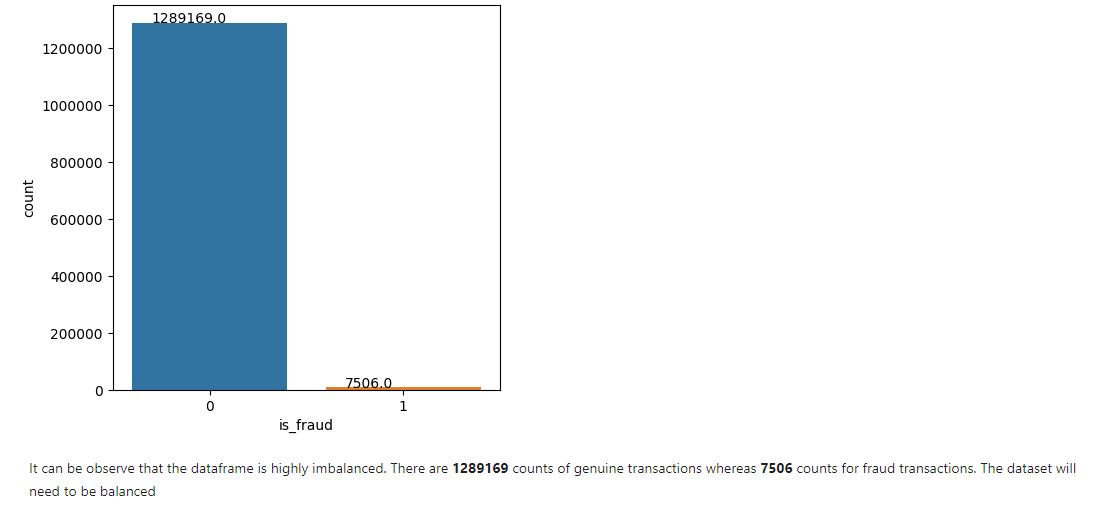 1289169.0
1200000
1000000
800000
600000
400000
200000
0
count
7506.0
0 1
is_fraud
It can be observe that the dataframe is highly imbalanced. There are 1289169 counts of genuine transactions whereas 7506 counts for fraud transactions. The dataset will
need to be balanced